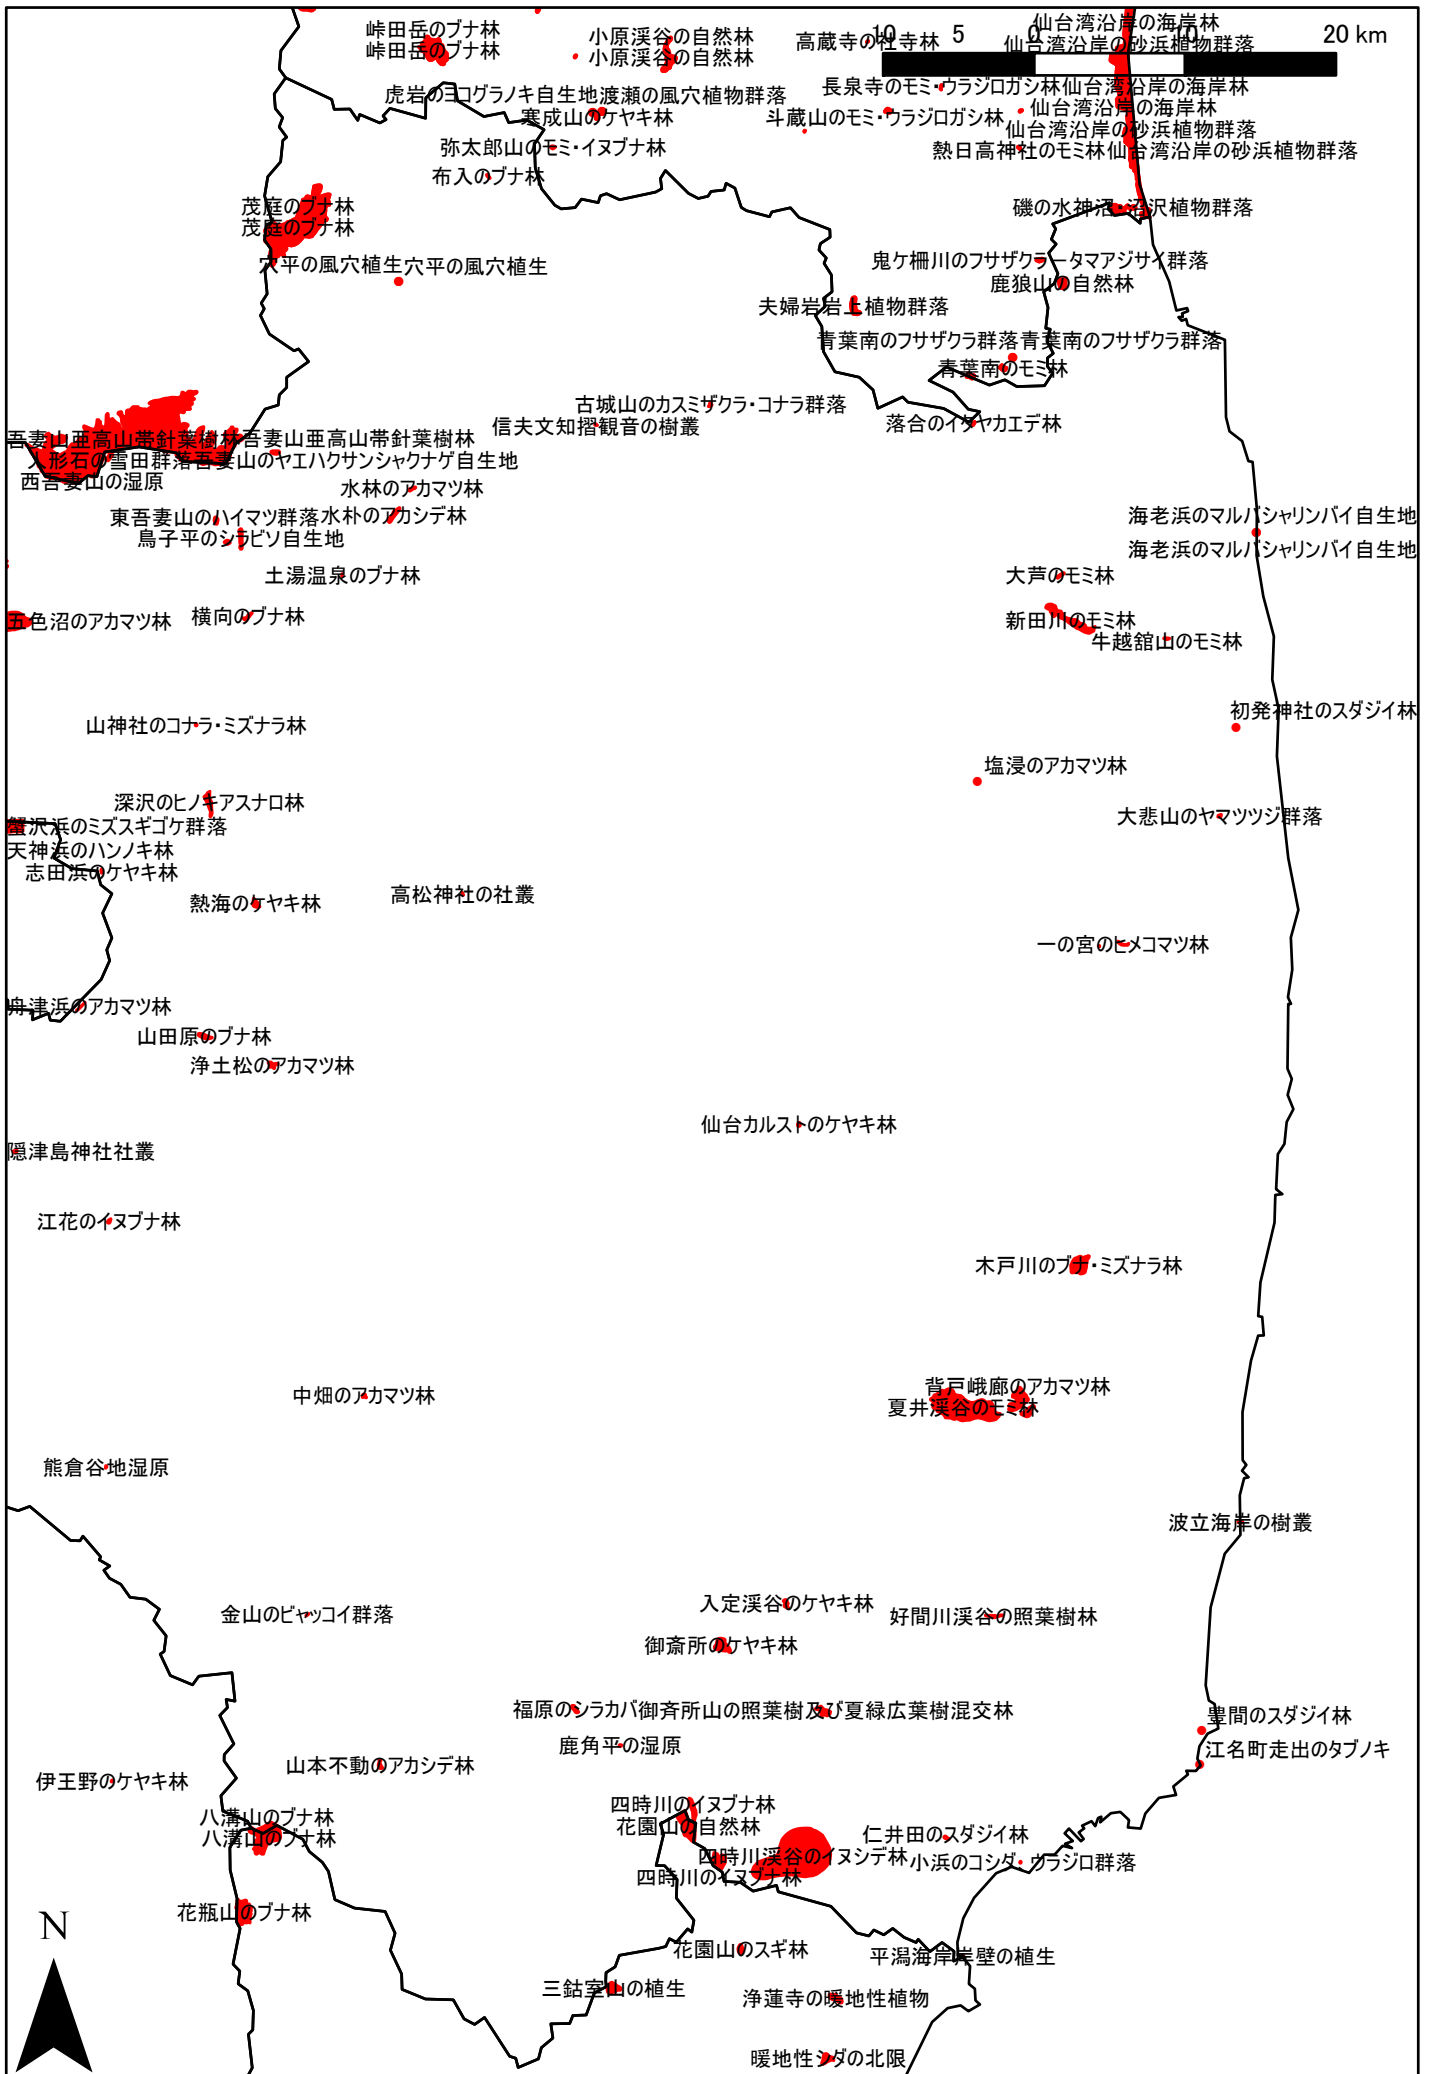 峠田岳のブナ林
峠田岳のブナ林
小原渓谷の自然林
小原渓谷の自然林
高蔵寺の社寺林
仙台湾沿岸の海岸林
10 5 0 10 20 km
仙台湾沿岸の砂浜植物群落
長泉寺のモミ・ウラジロガシ林
仙台湾沿岸の海岸林
虎岩のヨコグラノキ自生地
渡瀬の風穴植物群落
仙台湾沿岸の海岸林
寒成山のケヤキ林
斗蔵山のモミ・ウラジロガシ林
仙台湾沿岸の砂浜植物群落
弥太郎山のモミ・イヌブナ林
熱日高神社のモミ林
仙台湾沿岸の砂浜植物群落
布入のブナ林
茂庭のブナ林
茂庭のブナ林
磯の水神沼・沼沢植物群落
穴平の風穴植生
穴平の風穴植生
鬼ケ柵川のフサザクラータマアジサイ群落
鹿狼山の自然林
夫婦岩岩上植物群落
青葉南のフサザクラ群落
青葉南のフサザクラ群落
青葉南のモミ林
古城山のカスミザクラ・コナラ群落
信夫文知摺観音の樹叢
落合のイタヤカエデ林
吾妻山亜高山帯針葉樹林
吾妻山亜高山帯針葉樹林
人形石の雪田群落
吾妻山のヤエハクサンシャクナゲ自生地
西吾妻山の湿原
水林のアカマツ林
東吾妻山のハイマツ群落
水朴のアカシデ林
鳥子平のシラビソ自生地
海老浜のマルバシャリンバイ自生地
海老浜のマルバシャリンバイ自生地
土湯温泉のブナ林
大芦のモミ林
五色沼のアカマツ林
横向のブナ林
新田川のモミ林
牛越舘山のモミ林
初発神社のスダジイ林
山神社のコナラ・ミズナラ林
塩浸のアカマツ林
深沢のヒノキアスナロ林
大悲山のヤマツツジ群落
蟹沢浜のミズスギゴケ群落
天神浜のハンノキ林
志田浜のケヤキ林
熱海のケヤキ林
高松神社の社叢
一の宮のヒメコマツ林
舟津浜のアカマツ林
山田原のブナ林
浄土松のアカマツ林
仙台カルストのケヤキ林
隠津島神社社叢
江花のイヌブナ林
木戸川のブナ・ミズナラ林
中畑のアカマツ林
背戸峨廊のアカマツ林
夏井渓谷のモミ林
熊倉谷地湿原
波立海岸の樹叢
金山のビャッコイ群落
入定渓谷のケヤキ林
好間川渓谷の照葉樹林
御斎所のケヤキ林
福原のシラカバ
御斉所山の照葉樹及び夏緑広葉樹混交林
豊間のスダジイ林
鹿角平の湿原
江名町走出のタブノキ
山本不動のアカシデ林
伊王野のケヤキ林
四時川のイヌブナ林
八溝山のブナ林
花園山の自然林
八溝山のブナ林
仁井田のスダジイ林
四時川渓谷のイヌシデ林
小浜のコシダ・ウラジロ群落
四時川のイヌブナ林
花瓶山のブナ林
N
花園山のスギ林
平潟海岸岸壁の植生
三鈷室山の植生
浄蓮寺の暖地性植物
暖地性シダの北限